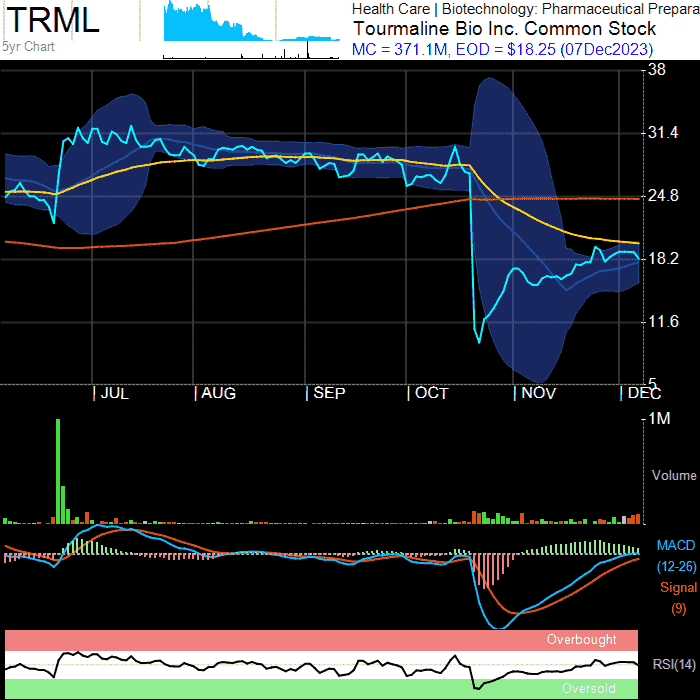 TRML
5yr Chart
Health Care | Biotechnology: Pharmaceutical Prepara
Tourmaline Bio Inc. Common Stock
MC = 371.1M, EOD = $18.25 (07Dec2023)
38
31.4
24.8
18.2
11.6
5
JUL
AUG
SEP
OCT
NOV
DEC
1M
Volume
MACD
(12-26)
Signal
(9)
Overbought
RSI(14)
Oversold